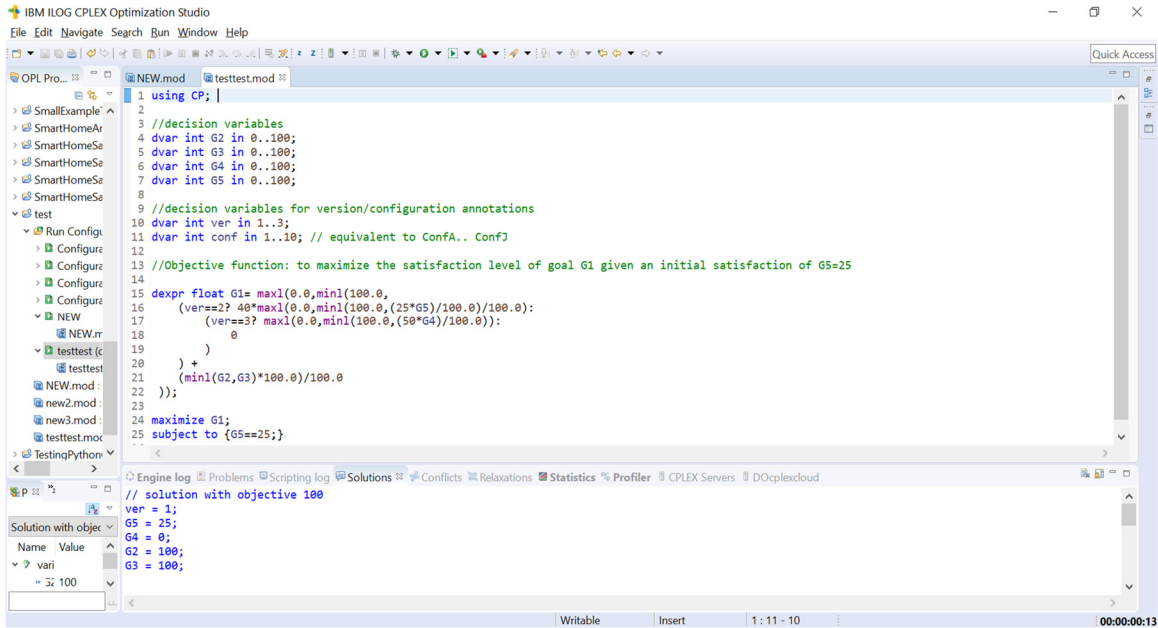 IBM ILOG CPLEX Optimization Studio
File Edit Navigate Search Run Window Help
Quick Access
OPL Pro...
NEW.mod
testtest.mod
SmallExample
SmartHomeAr
SmartHomeSa
SmartHomeSa
SmartHomeSa
SmartHomeSa
test
Run Configu
Configura
Configura
Configura
Configura
NEW
NEW.m
testtest (d
testtest
NEW.mod :
new2.mod :
new3.mod :
testtest.mod
TestingPython
1 using CP;
2
3 //decision variables
4 dvar int G2 in 0..100;
5 dvar int G3 in 0..100;
6 dvar int G4 in 0..100;
7 dvar int G5 in 0..100;
8
9 //decision variables for version/configuration annotations
10 dvar int ver in 1..3;
11 dvar int conf in 1..10; // equivalent to ConfA.. ConfJ
12
13 //Objective function: to maximize the satisfaction level of goal G1 given an initial satisfaction of G5=25
14
15 dexpr float G1= maxl(0.0,minl(100.0,
16 (ver==2? 40*maxl(0.0,minl(100.0,(25*G5)/100.0)/100.0):
17 (ver==3? maxl(0.0,minl(100.0,(50*G4)/100.0)):
18 0
19 )
20 ) +
21 (minl(G2,G3)*100.0)/100.0
22 ));
23
24 maximize G1;
25 subject to {G5==25;}
Engine log Problems Scripting log Solutions Conflicts Relaxations Statistics Profiler CPLEX Servers DOcplexcloud
// solution with objective 100
ver = 1;
G5 = 25;
G4 = 0;
G2 = 100;
G3 = 100;
P
2
Solution with objec
Name Value
vari
100
Writable Insert 1 : 11 - 10 00:00:00:13